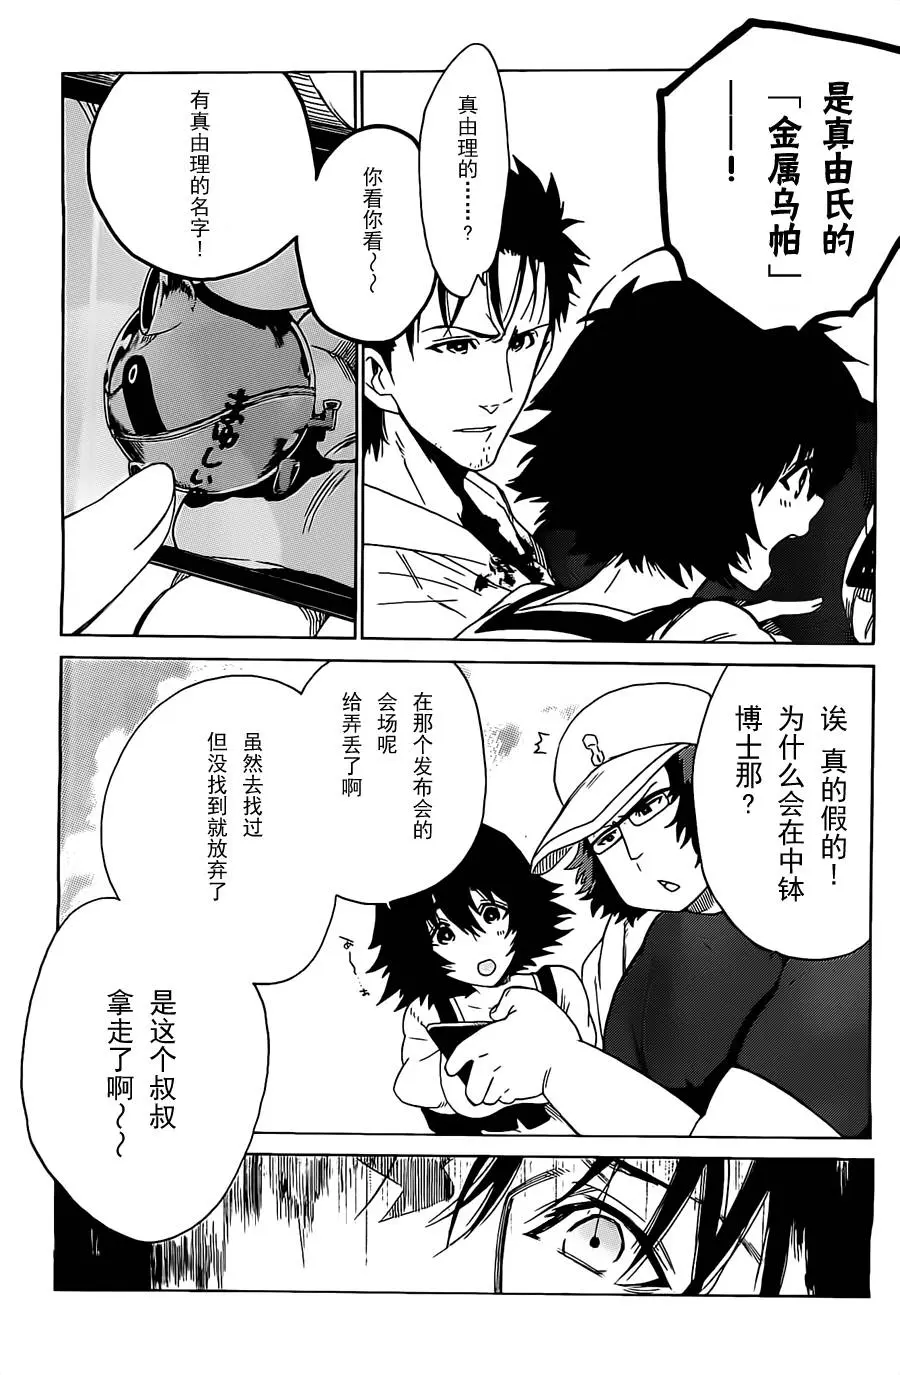 是真由氏的
「金属乌帕」
——!
真由理的……?
你看你看~
有真由理的名字!
まゆしぃ
诶 真的假的!
为什么会在中钵
博士那?
在那个发布会的
会场呢
给弄丢了啊
虽然去找过
但没找到就放弃了
是这个叔叔
拿走了啊~~